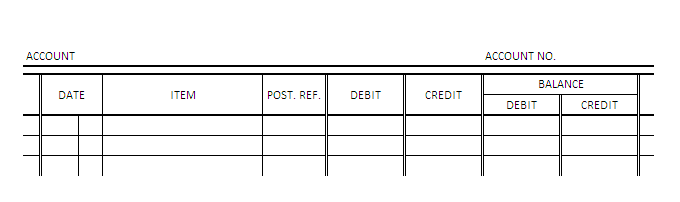 ACCOUNT ACCOUNT NO.
DATE ITEM POST. REF. DEBIT CREDIT BALANCE
DEBIT CREDIT